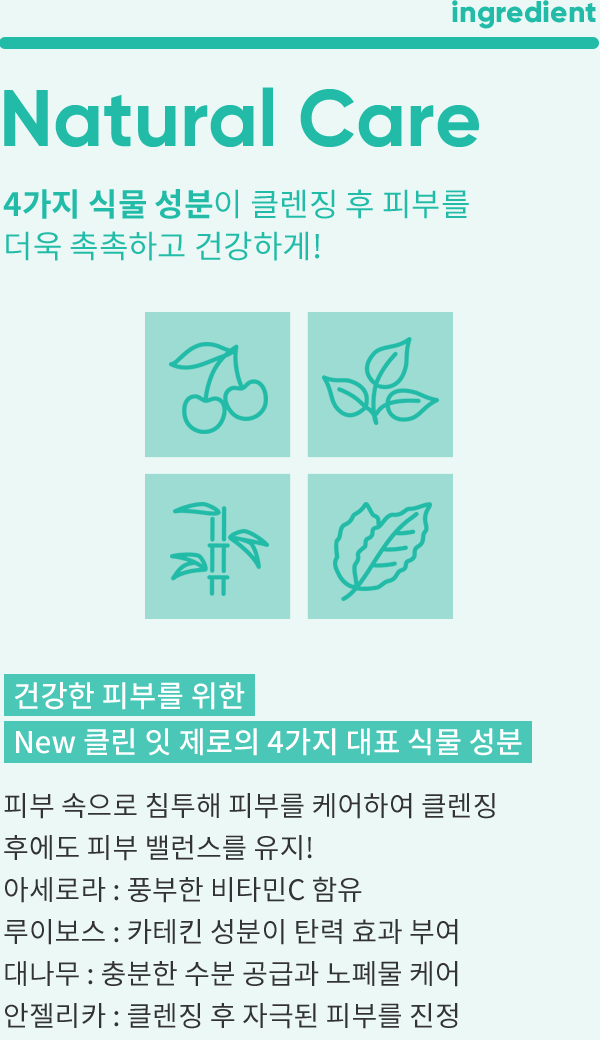 ingredient
Natural Care
4가지 식물 성분이 클렌징 후 피부를
더욱 촉촉하고 건강하게!
건강한 피부를 위한
New 클린 잇 제로의 4가지 대표 식물 성분
피부 속으로 침투해 피부를 케어하여 클렌징
후에도 피부 밸런스를 유지!
아세로라 : 풍부한 비타민C 함유
루이보스 : 카테킨 성분이 탄력 효과 부여
대나무 : 충분한 수분 공급과 노폐물 케어
안젤리카 : 클렌징 후 자극된 피부를 진정